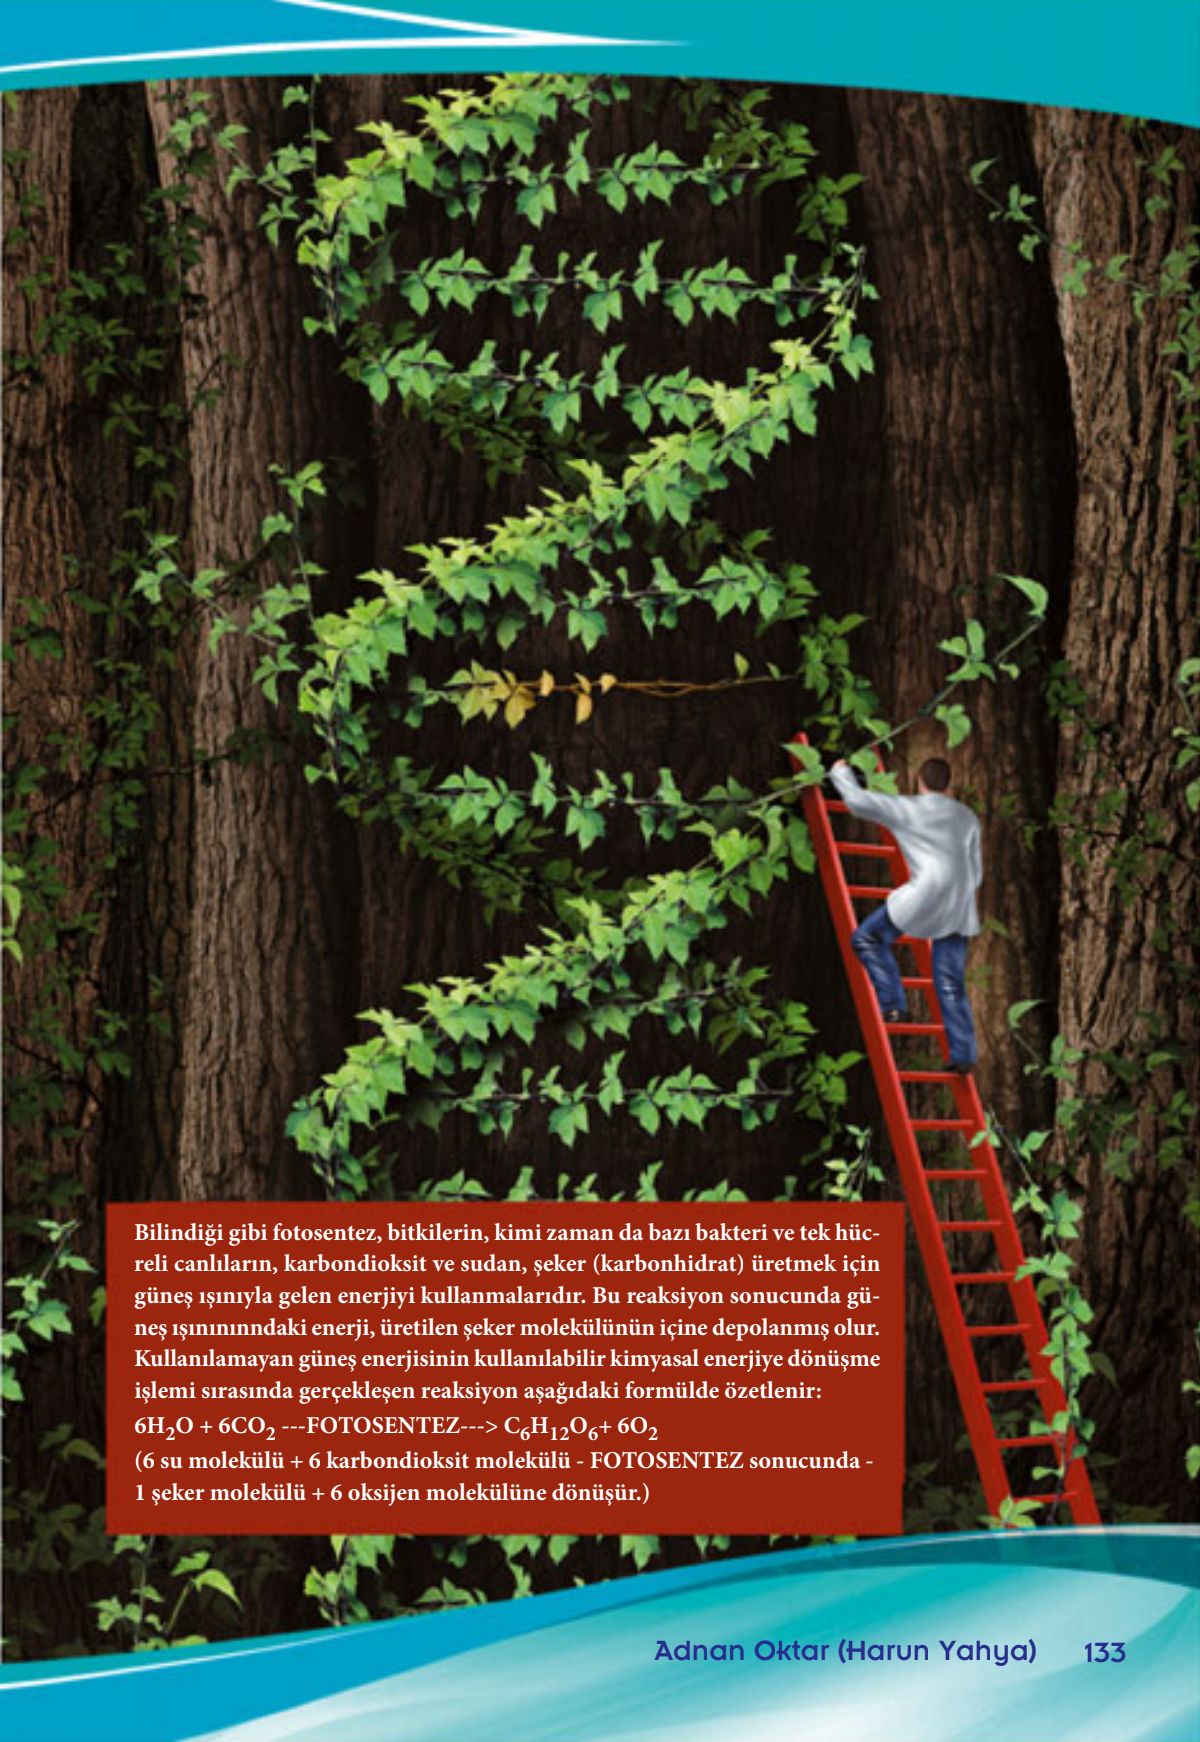 Bilindiği gibi fotosentez, bitkilerin, kimi zaman da bazı bakteri ve tek hüc-
reli canlıların, karbondioksit ve sudan, şeker (karbonhidrat) üretmek için
güneş ışınıyla gelen enerjiyi kullanmalarıdır. Bu reaksiyon sonucunda gü-
neş ışınınınndaki enerji, üretilen şeker molekülünün içine depolanmış olur.
Kullanılamayan güneş enerjisinin kullanılabilir kimyasal enerjiye dönüşme
işlemi sırasında gerçekleşen reaksiyon aşağıdaki formülde özetlenir:
6H₂O + 6CO₂ ---FOTOSENTEZ---> C₆H₁₂O₆+ 6O₂
(6 su molekülü + 6 karbondioksit molekülü - FOTOSENTEZ sonucunda -
1 şeker molekülü + 6 oksijen molekülüne dönüşür.)
Adnan Oktar (Harun Yahya) 133